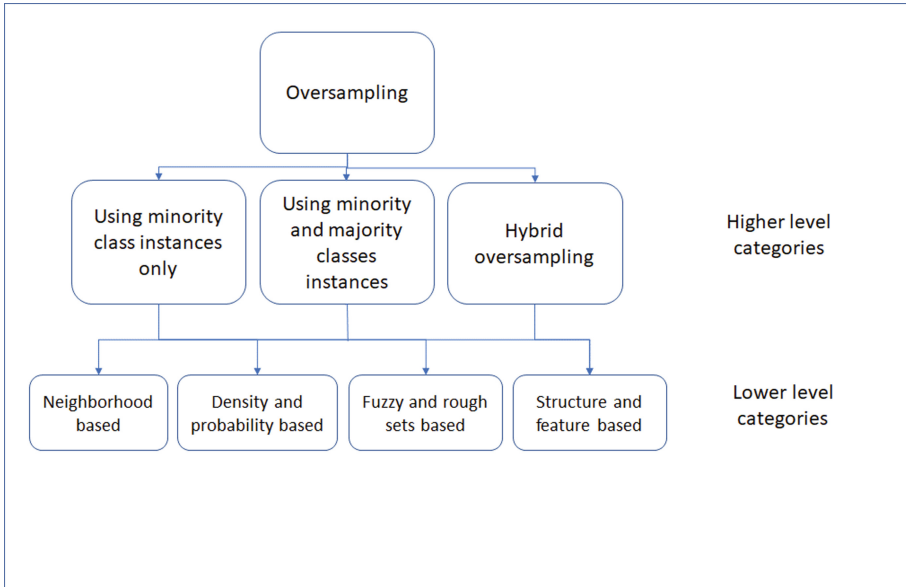 Oversampling
Using minority
class instances
only
Using minority
and majority
classes
instances
Hybrid
oversampling
Higher level
categories
Neighborhood
based
Density and
probability based
Fuzzy and rough
sets based
Structure and
feature based
Lower level
categories